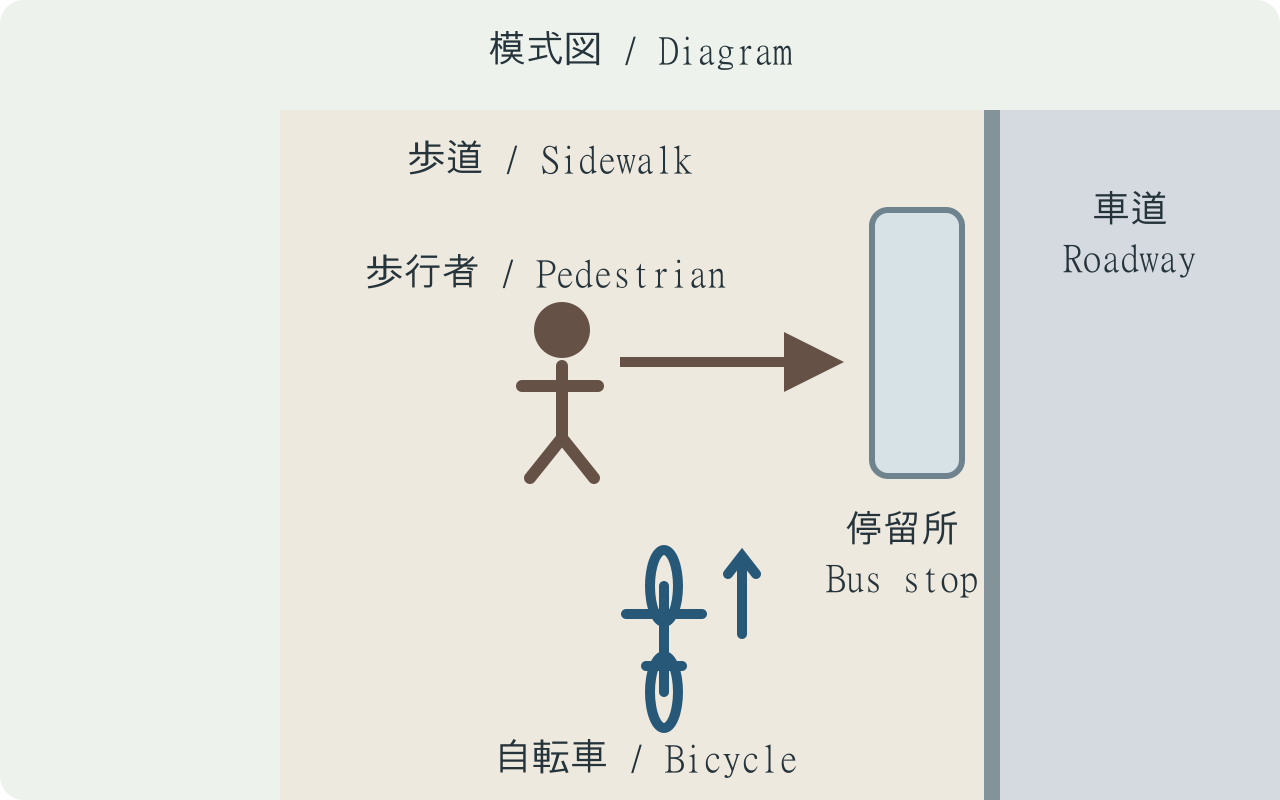 模式図 / Diagram
歩道 / Sidewalk
車道
Roadway
歩行者 / Pedestrian
停留所
Bus stop
自転車 / Bicycle